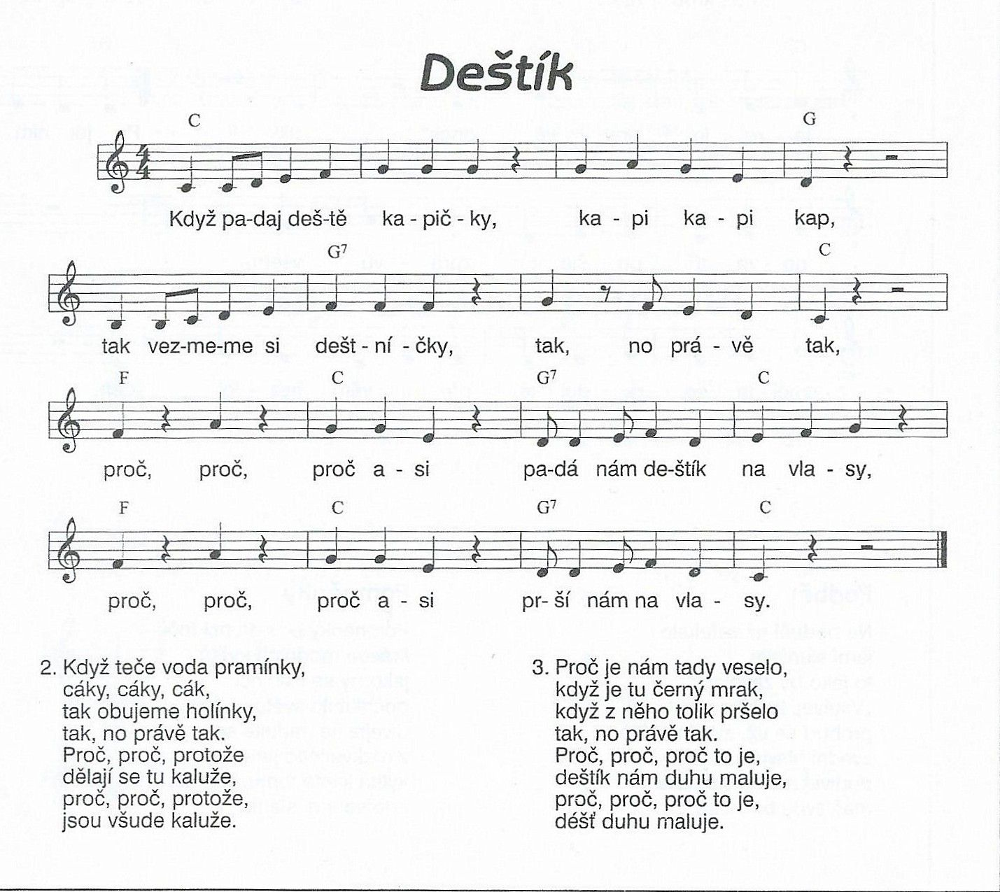 Deštík
C G
Když pa-daj deš-tě ka - pič - ky, ka - pi ka - pi kap,
G7 C
tak vez-me-me si dešt - ní - čky, tak, no prá - vě tak,
F C G7 C
proč, proč, proč a - si pa-dá nám de-štík na vla - sy,
F C G7 C
proč, proč, proč a - si pr- ší nám na vla - sy.
2. Když teče voda pramínky,
cáky, cáky, cák,
tak obujeme holínky,
tak, no právě tak.
Proč, proč, protože
dělají se tu kaluže,
proč, proč, protože,
jsou všude kaluže.
3. Proč je nám tady veselo,
když je tu černý mrak,
když z něho tolik pršelo
tak, no právě tak.
Proč, proč, proč to je,
deštík nám duhu maluje,
proč, proč, proč to je,
déšť duhu maluje.